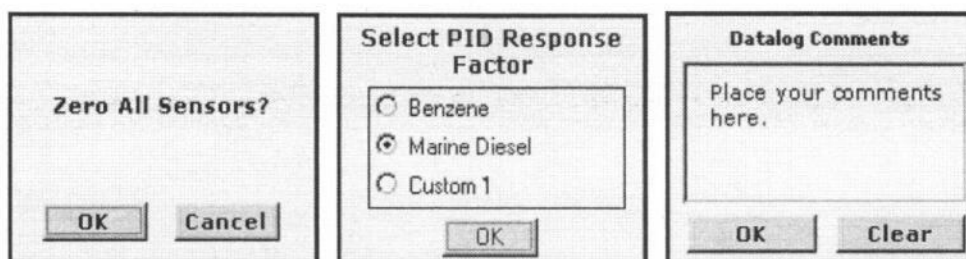 Zero All Sensors?
OK
Cancel
Select PID Response
Factor
Benzene
Marine Diesel
Custom 1
OK
Datalog Comments
Place your comments
here.
OK
Clear